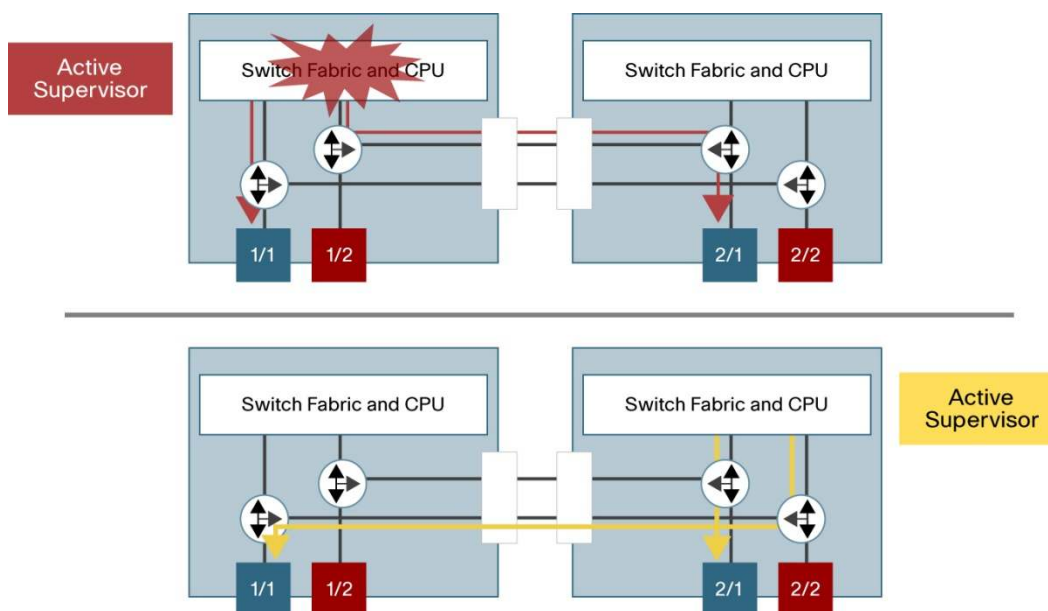 Active
Supervisor
Switch Fabric and CPU
Switch Fabric and CPU
1/1
1/2
2/1
2/2
Switch Fabric and CPU
Switch Fabric and CPU
Active
Supervisor
1/1
1/2
2/1
2/2